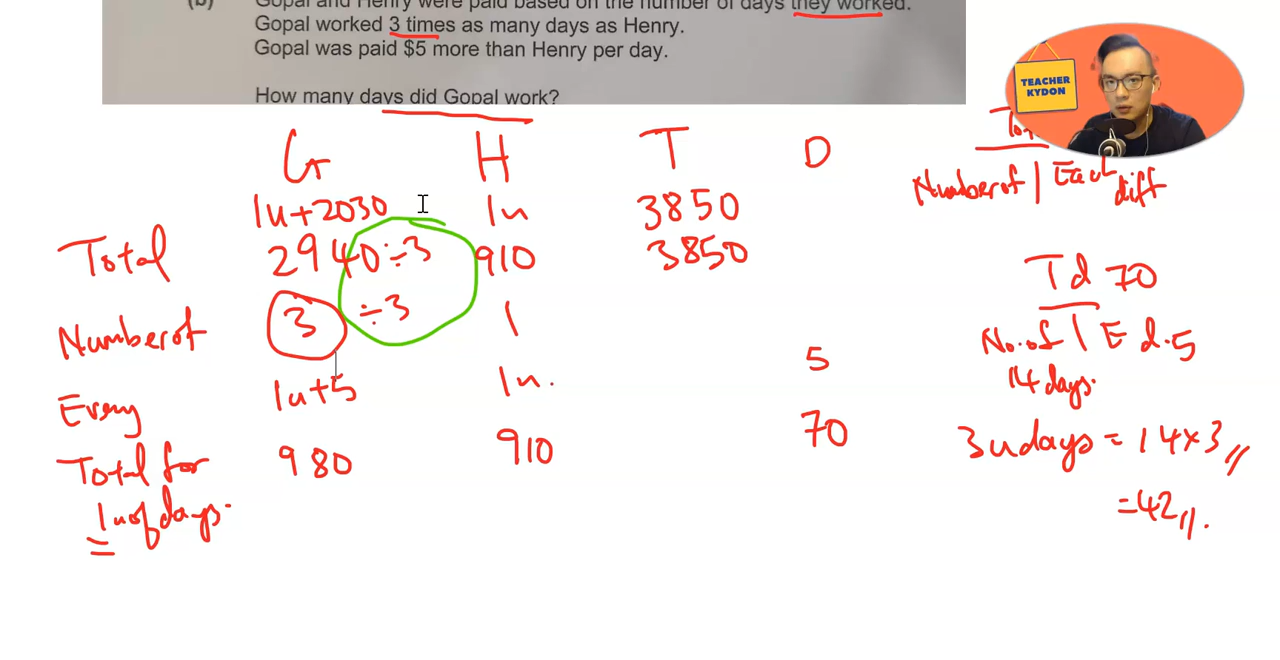 (b) Gopal and Henry were paid based on the number of days they worked.
Gopal worked 3 times as many days as Henry.
Gopal was paid $5 more than Henry per day.
How many days did Gopal work?
TEACHER
KYDON
G H T D
Number of | Each diff
1u+2030 1u 3850
Total 2940÷3 910 3850
Number of 3 ÷3 1
5
Every 1u+5 1u.
Total for 980 910 70
1u of days.
=
Td 70
No. of | E d.5
14 days.
3u days = 14×3
=42